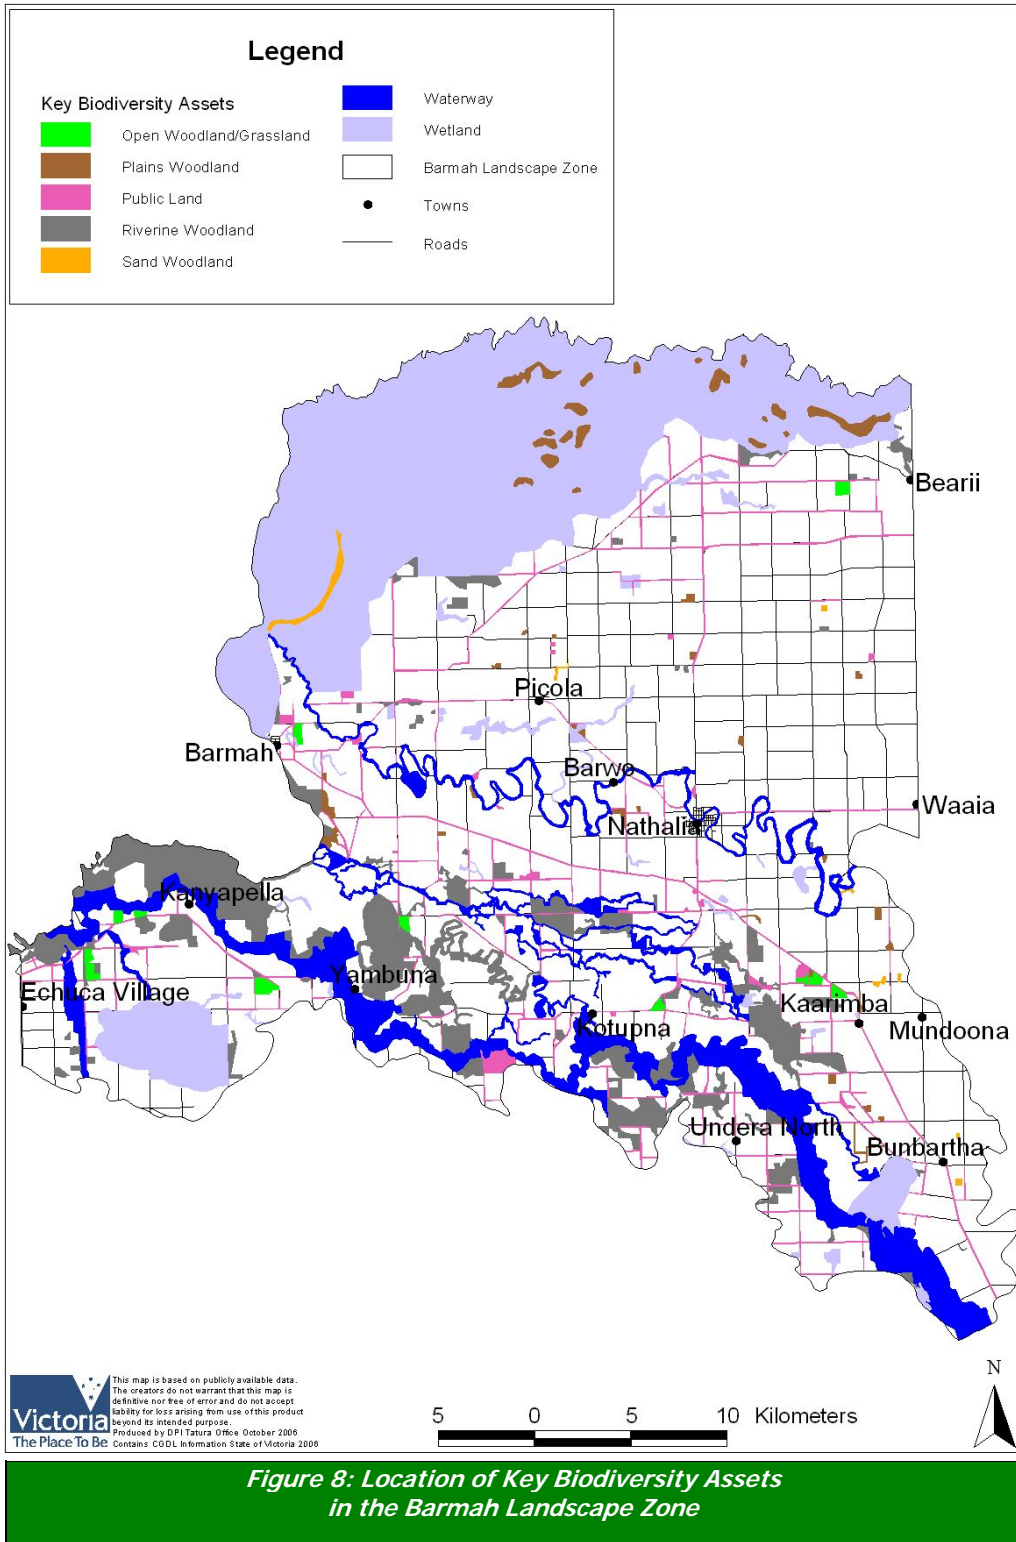 Legend
Key Biodiversity Assets
Open Woodland/Grassland
Plains Woodland
Public Land
Riverine Woodland
Sand Woodland
Waterway
Wetland
Barmah Landscape Zone
Towns
Roads
Bearii
Picola
Barmah
Barwo
Waaia
Nathalia
Kanyapella
Yambuna
Echuca Village
Kaarimba
Kotupna
Mundoona
Undera North
Bunbartha
Victoria
The Place To Be
This map is based on publicly available data.
The creators do not warrant that this map is
definitive nor free of error and do not accept
liability for loss arising from use of this product
beyond its intended purpose.
Produced by DPI Tatura Office October 2006
Contains CGDL Information State of Victoria 2006
5 0 5 10 Kilometers
N
Figure 8: Location of Key Biodiversity Assets
in the Barmah Landscape Zone